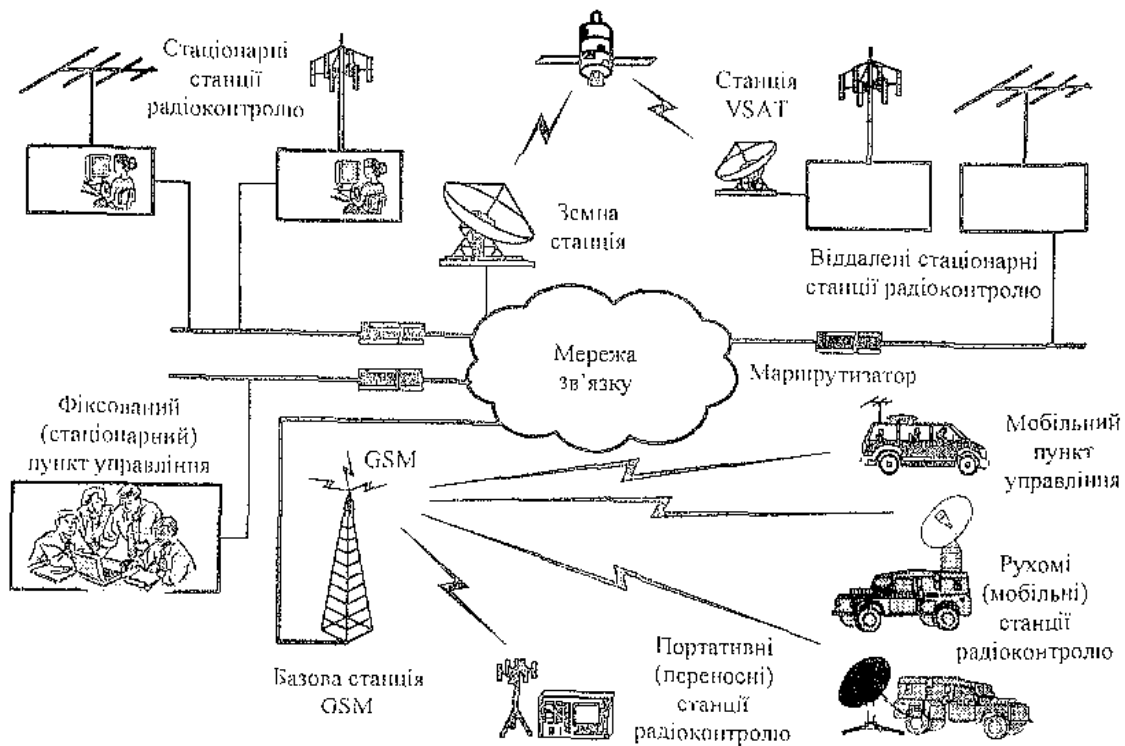 Стаціонарні
станції
радіоконтролю
Станція
VSAT
Земна
станція
Віддалені стаціонарні
станції радіоконтролю
Мережа
зв’язку
Маршрутизатор
Фіксований
(стаціонарний)
пункт управління
GSM
Мобільний
пункт
управління
Рухомі
(мобільні)
станції
радіоконтролю
Базова станція
GSM
Портативні
(переносні)
станції
радіоконтролю